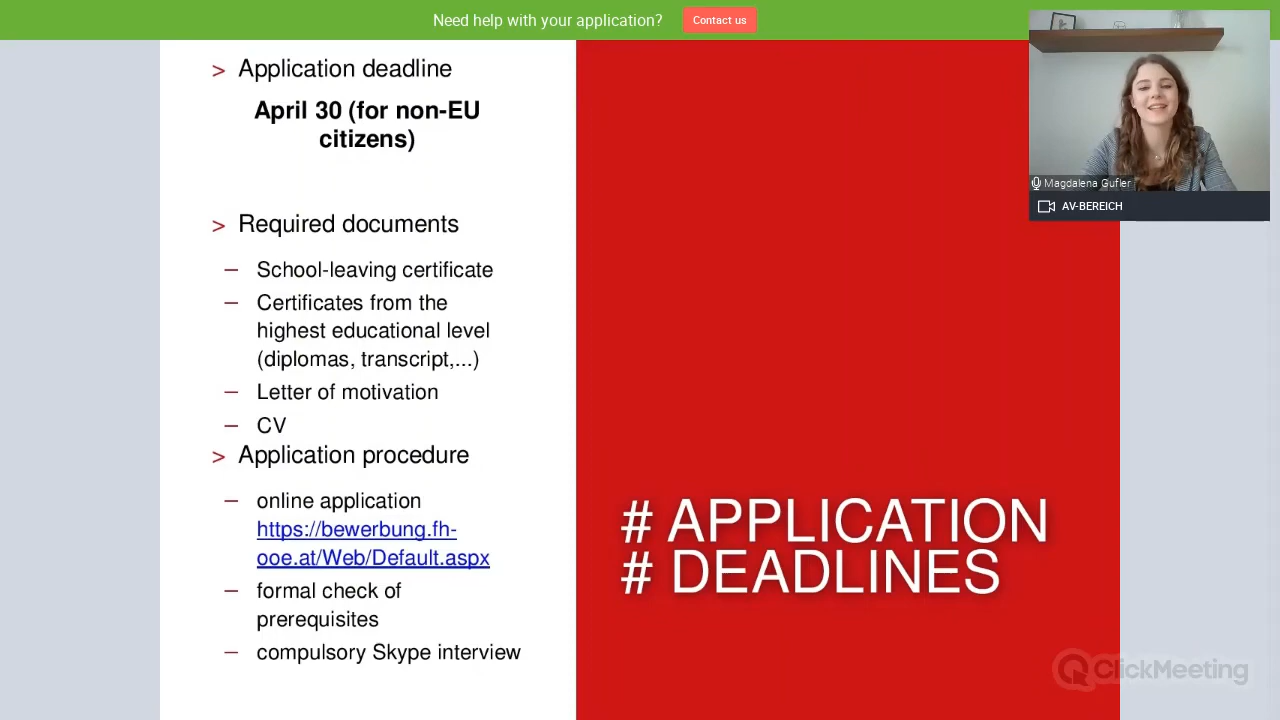 Need help with your application?
Contact us
> Application deadline
April 30 (for non-EU
citizens)
> Required documents
– School-leaving certificate
– Certificates from the
highest educational level
(diplomas, transcript,...)
– Letter of motivation
– CV
> Application procedure
– online application
https://bewerbung.fh-
ooe.at/Web/Default.aspx
– formal check of
prerequisites
– compulsory Skype interview
# APPLICATION
# DEADLINES
Magdalena Gufler
AV-BEREICH
ClickMeeting